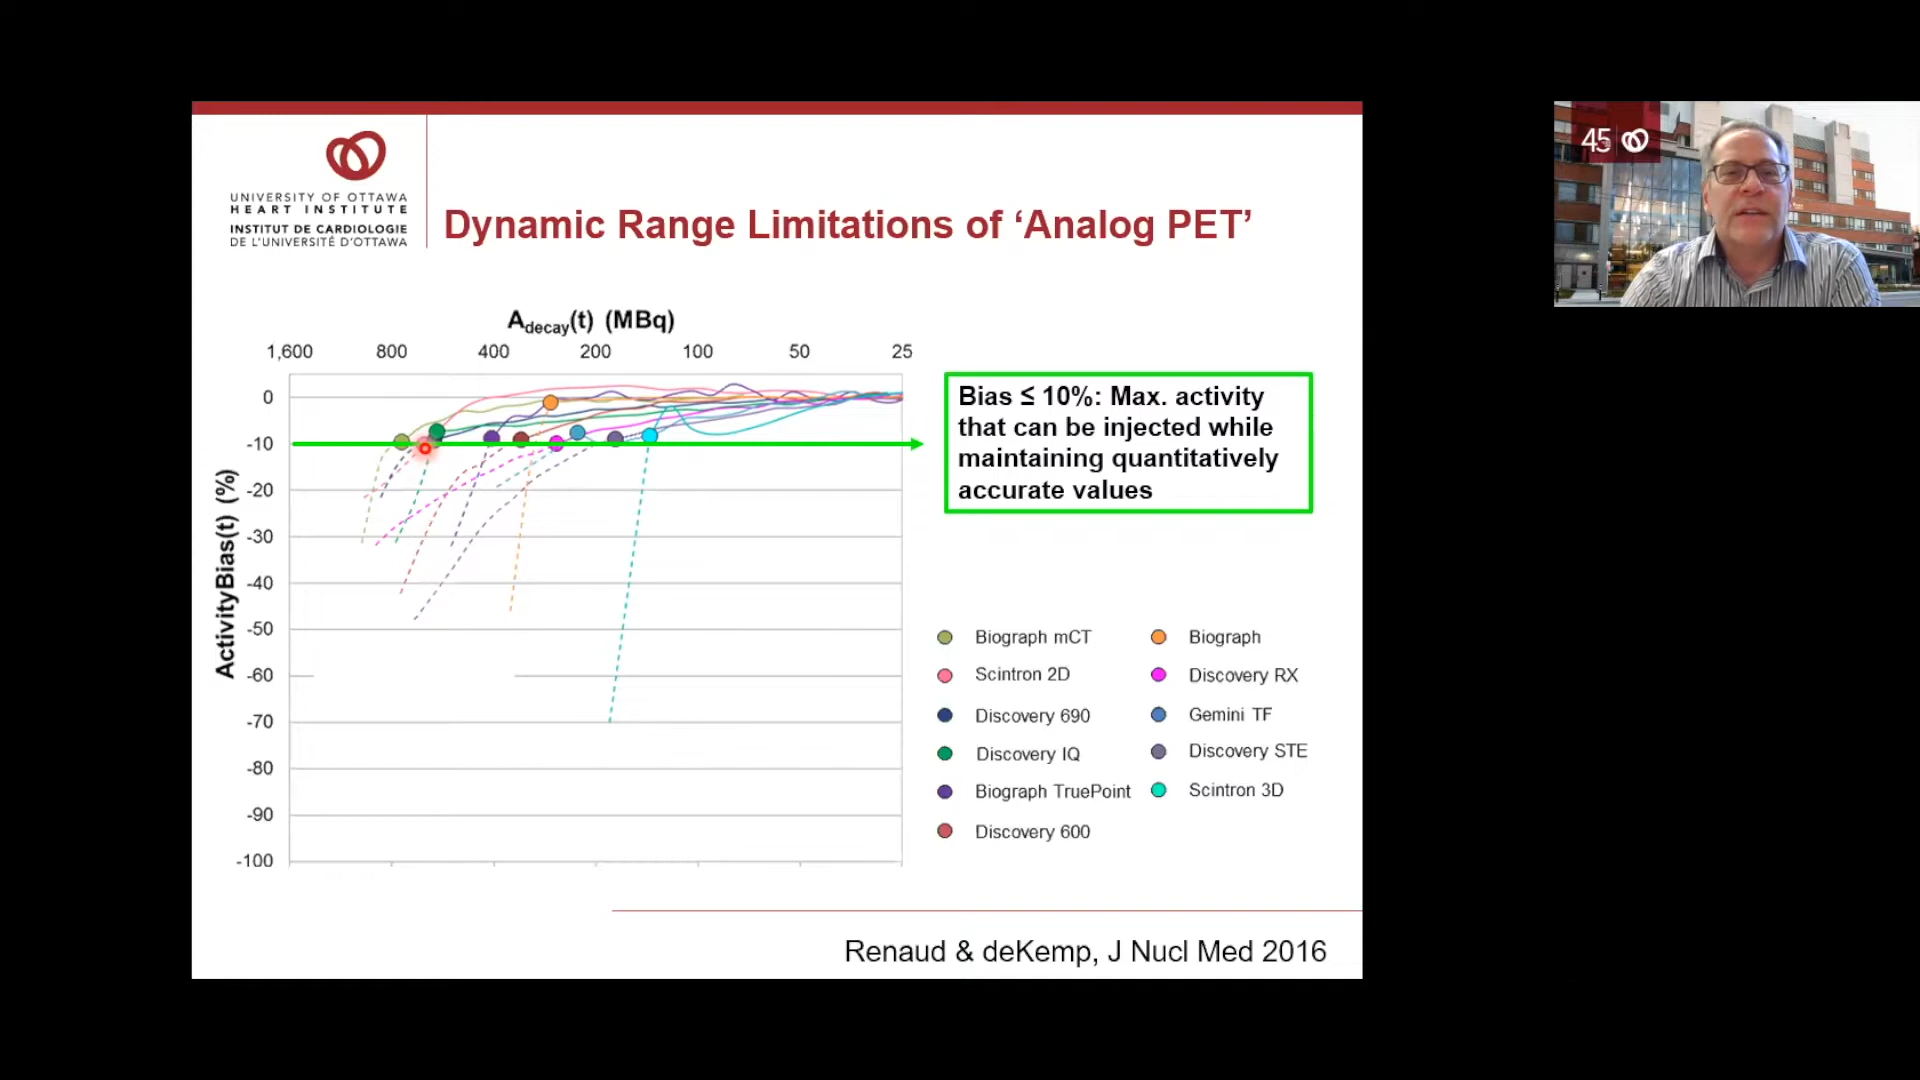 UNIVERSITY OF OTTAWA
HEART INSTITUTE
INSTITUT DE CARDIOLOGIE
DE L'UNIVERSITÉ D'OTTAWA
Dynamic Range Limitations of ‘Analog PET’
45
Adecay(t) (MBq)
1,600 800 400 200 100 50 25
ActivityBias(t) (%)
0
-10
-20
-30
-40
-50
-60
-70
-80
-90
-100
Bias ≤ 10%: Max. activity
that can be injected while
maintaining quantitatively
accurate values
Biograph mCT
Scintron 2D
Discovery 690
Discovery IQ
Biograph TruePoint
Discovery 600
Biograph
Discovery RX
Gemini TF
Discovery STE
Scintron 3D
Renaud & deKemp, J Nucl Med 2016